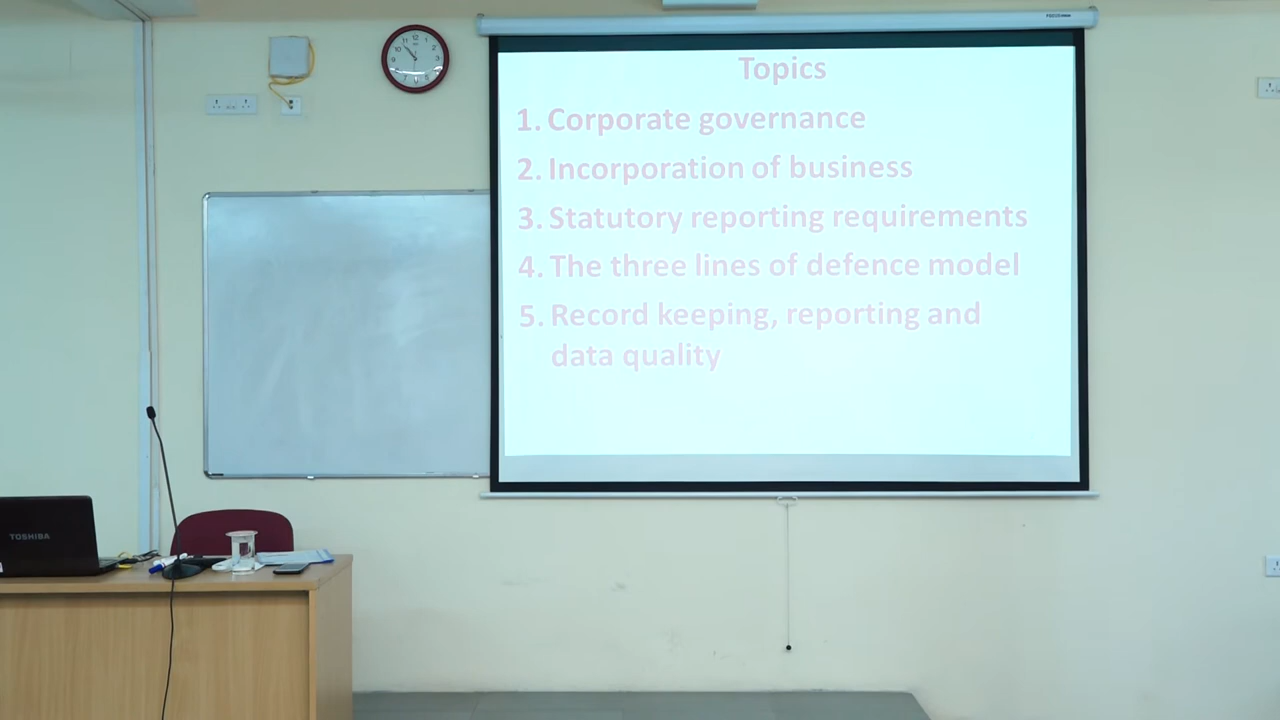 Topics
1. Corporate governance
2. Incorporation of business
3. Statutory reporting requirements
4. The three lines of defence model
5. Record keeping, reporting and
data quality
TOSHIBA